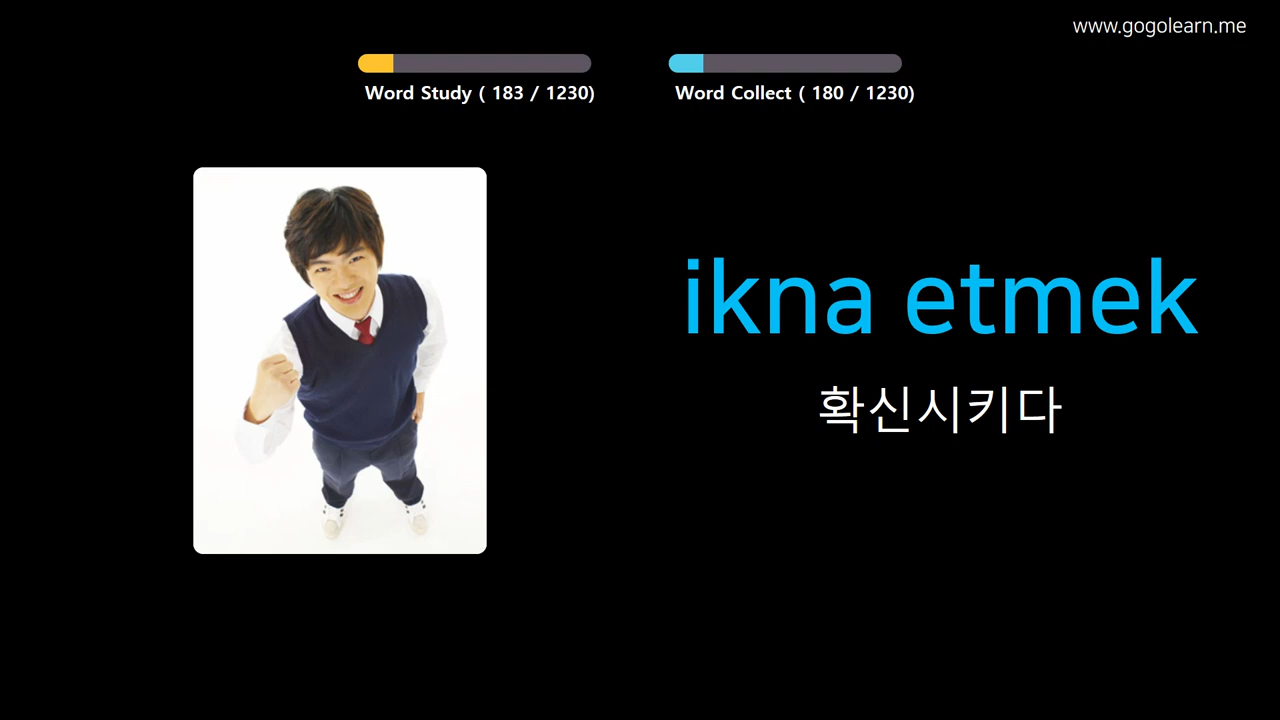 www.gogolearn.me
Word Study ( 183 / 1230)
Word Collect ( 180 / 1230)
ikna etmek
확신시키다